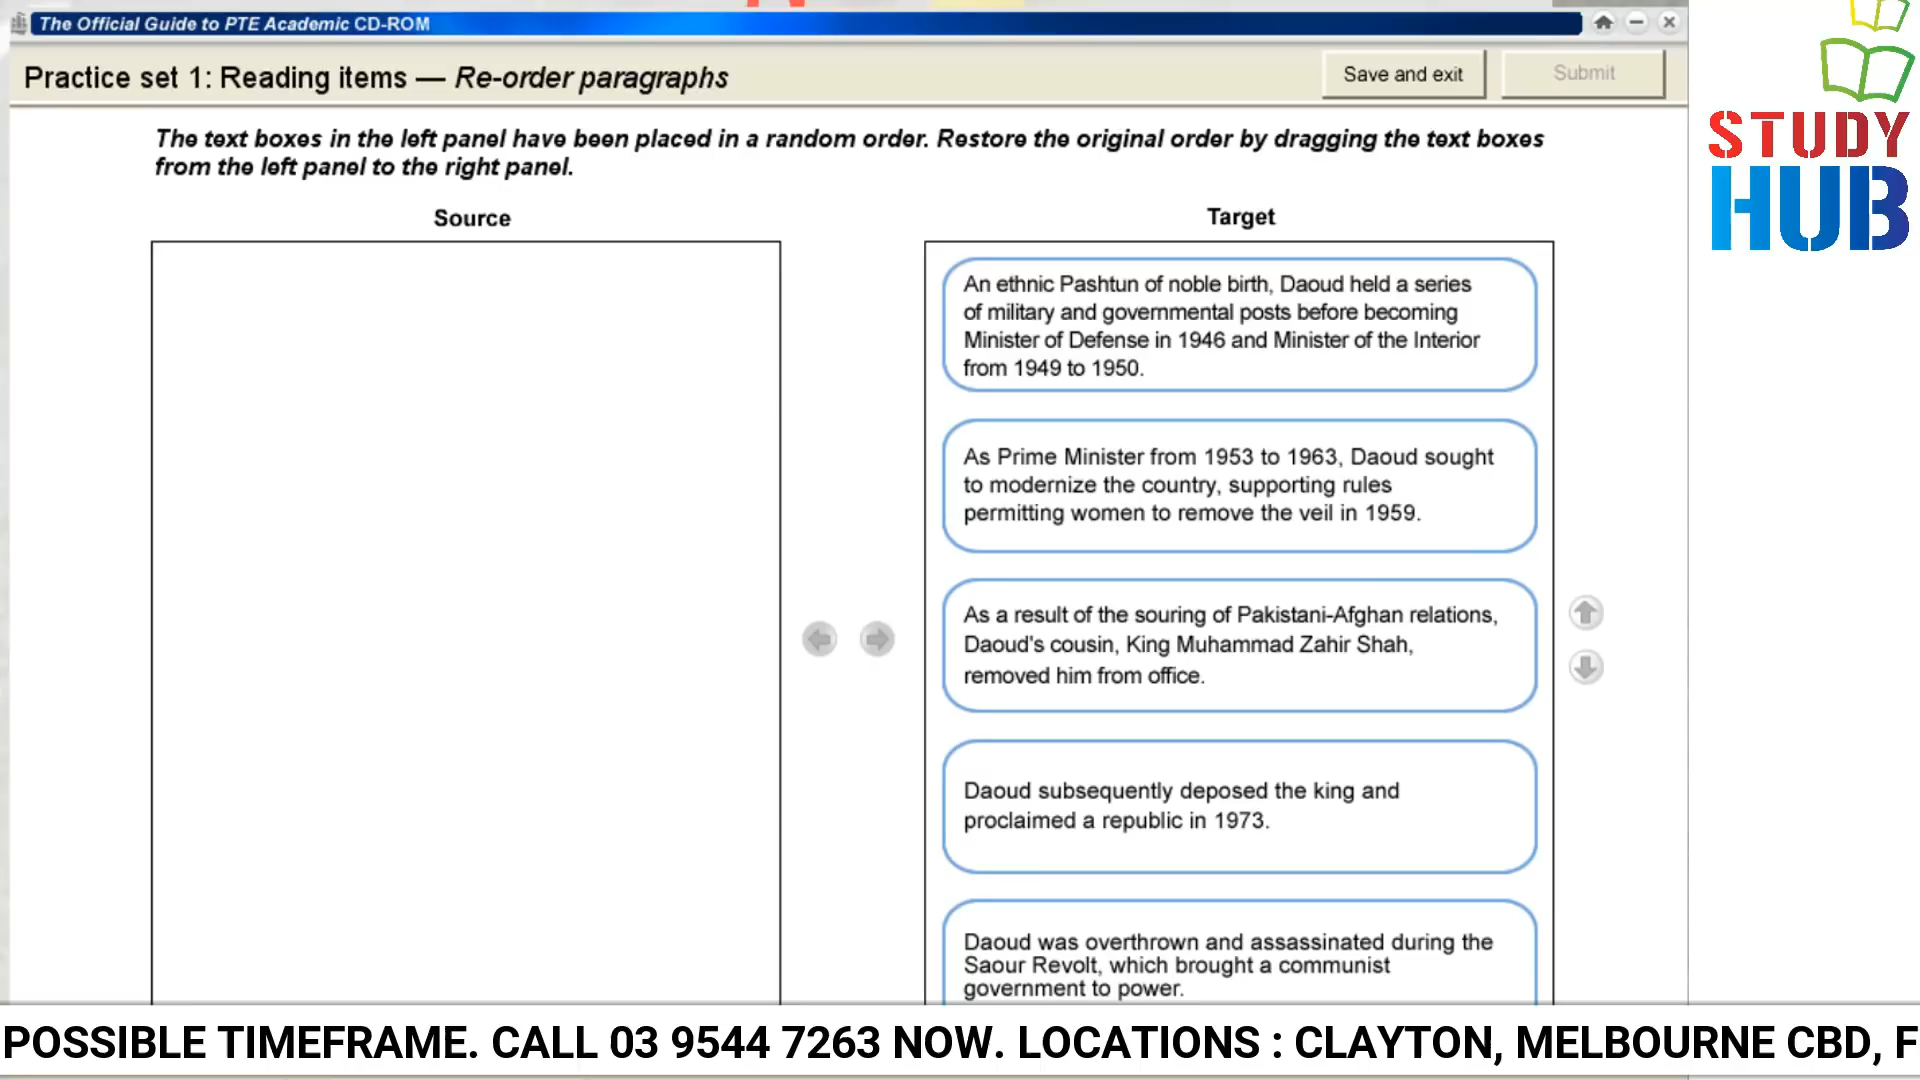 The Official Guide to PTE Academic CD-ROM
Practice set 1: Reading items — Re-order paragraphs
Save and exit
Submit
STUDY
HUB
The text boxes in the left panel have been placed in a random order. Restore the original order by dragging the text boxes
from the left panel to the right panel.
Source
Target
An ethnic Pashtun of noble birth, Daoud held a series
of military and governmental posts before becoming
Minister of Defense in 1946 and Minister of the Interior
from 1949 to 1950.
As Prime Minister from 1953 to 1963, Daoud sought
to modernize the country, supporting rules
permitting women to remove the veil in 1959.
As a result of the souring of Pakistani-Afghan relations,
Daoud's cousin, King Muhammad Zahir Shah,
removed him from office.
Daoud subsequently deposed the king and
proclaimed a republic in 1973.
Daoud was overthrown and assassinated during the
Saour Revolt, which brought a communist
government to power.
POSSIBLE TIMEFRAME. CALL 03 9544 7263 NOW. LOCATIONS : CLAYTON, MELBOURNE CBD, F